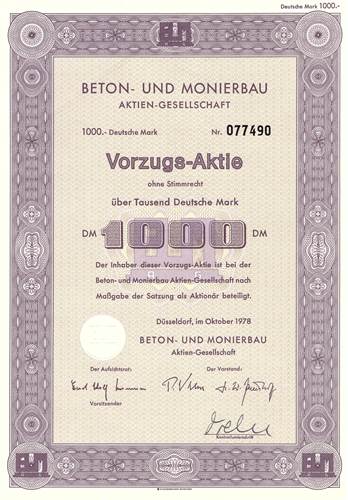 Deutsche Mark 1000.-
BETON- UND MONIERBAU
AKTIEN-GESELLSCHAFT
1000.- Deutsche Mark Nr. 077490
Vorzugs-Aktie
ohne Stimmrecht
über Tausend Deutsche Mark
DM 1000 DM
Der Inhaber dieser Vorzugs-Aktie ist bei der
Beton- und Monierbau Aktien-Gesellschaft nach
Maßgabe der Satzung als Aktionär beteiligt.
Düsseldorf, im Oktober 1978
BETON- UND MONIERBAU
Aktien-Gesellschaft
Der Aufsichtsrat: Der Vorstand:
Vorsitzender
Kontrollunterschrift